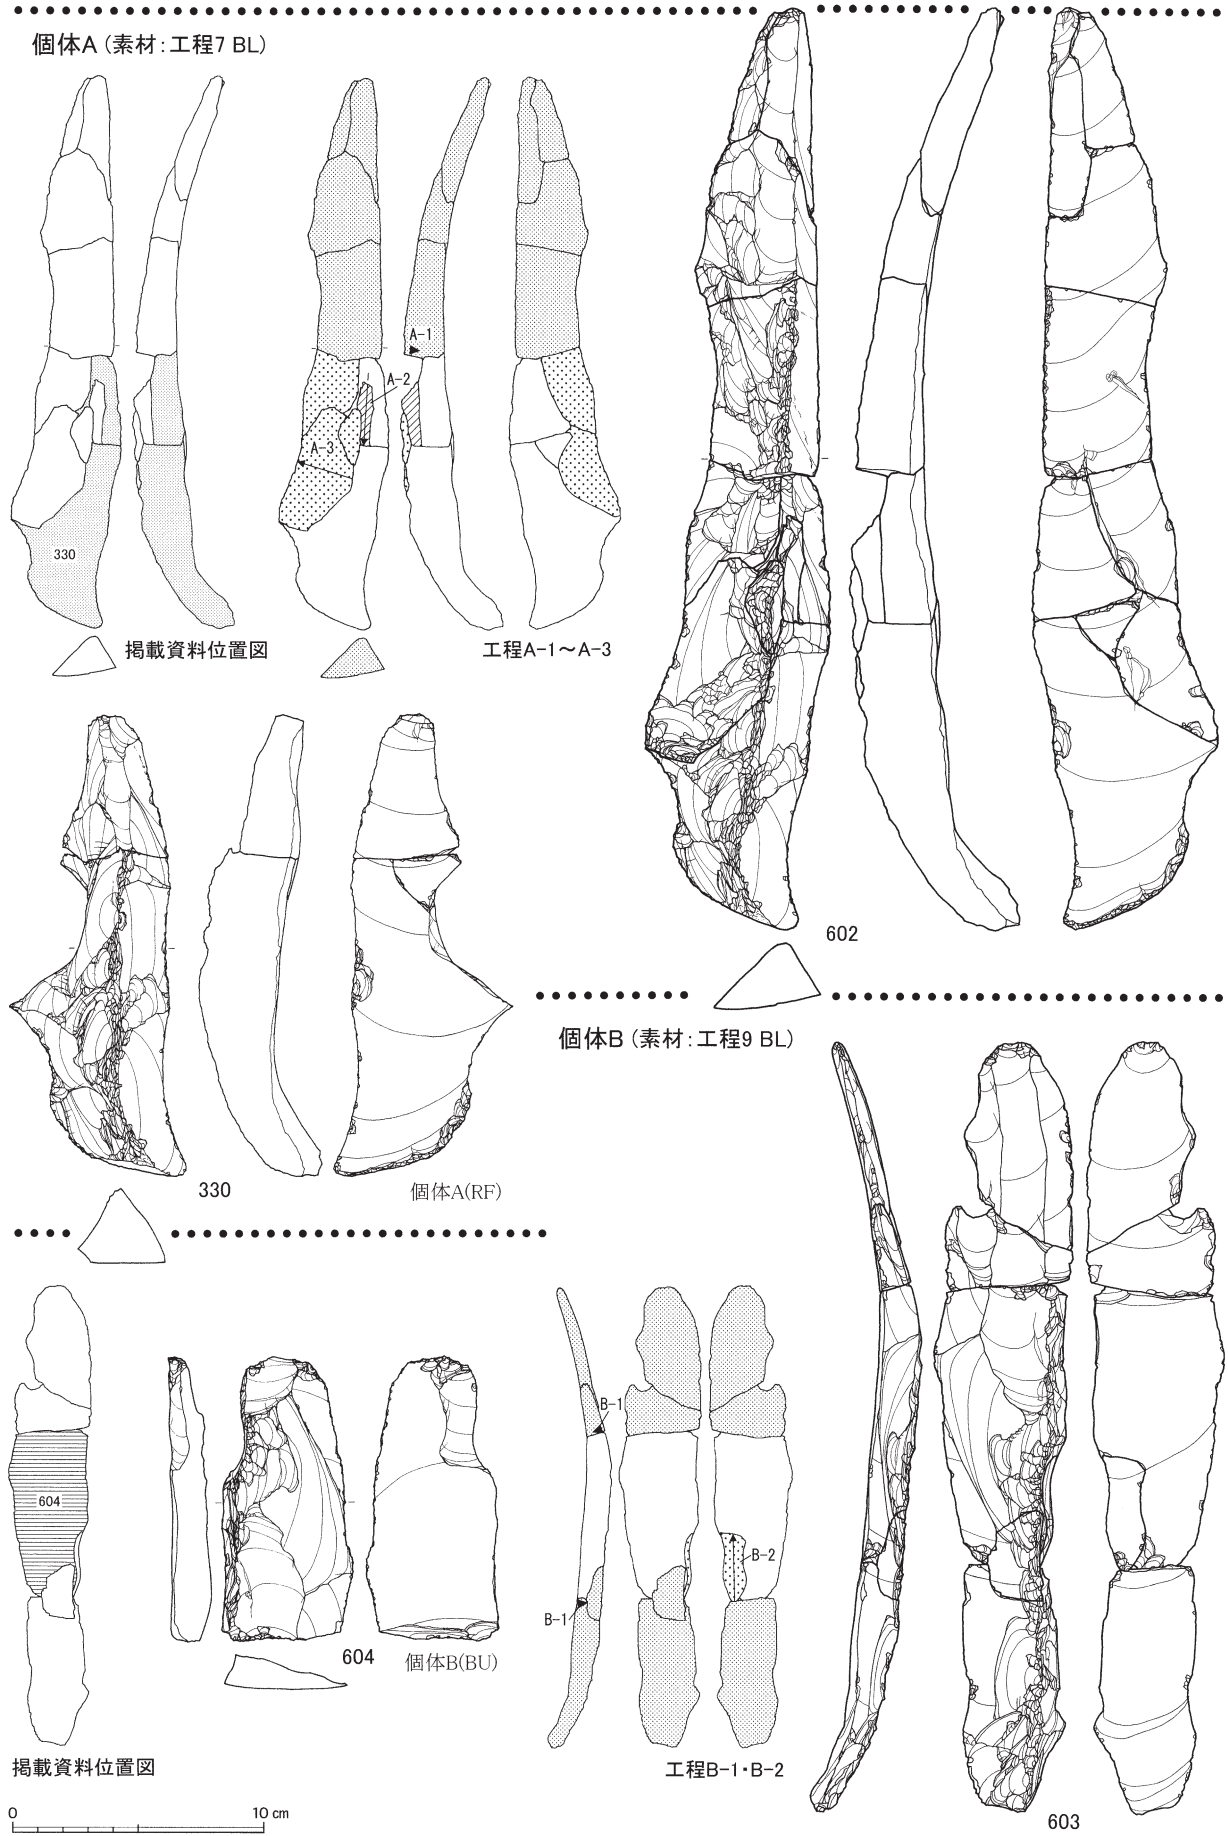 個体A(素材:工程7 BL)
A-1
A-2
A-3
330
掲載資料位置図
工程A-1～A-3
602
個体B(素材:工程9 BL)
330
個体A(RF)
604
B-1
B-2
B-1
604
個体B(BU)
掲載資料位置図
工程B-1・B-2
0 10 cm
603